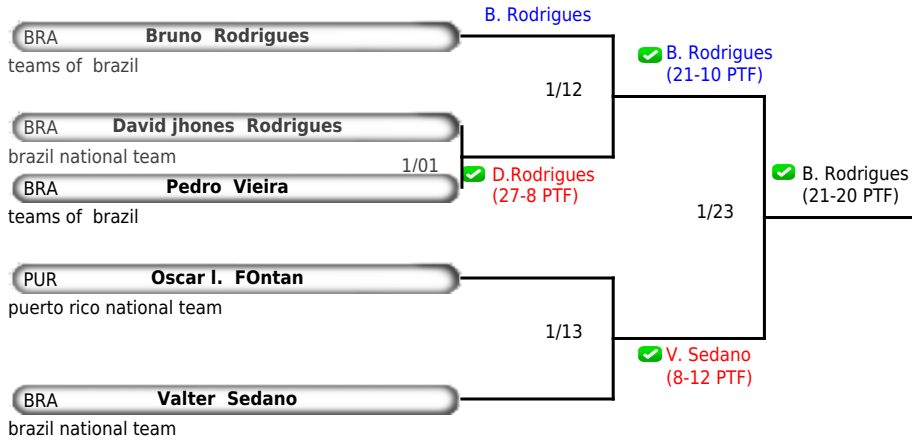 B. Rodrigues
BRA Bruno Rodrigues
teams of brazil
B. Rodrigues
(21-10 PTF)
1/12
BRA David jhones Rodrigues
brazil national team
1/01
D.Rodrigues
(27-8 PTF)
BRA Pedro Vieira
teams of brazil
B. Rodrigues
(21-20 PTF)
1/23
PUR Oscar l. FOntan
puerto rico national team
1/13
V. Sedano
(8-12 PTF)
BRA Valter Sedano
brazil national team